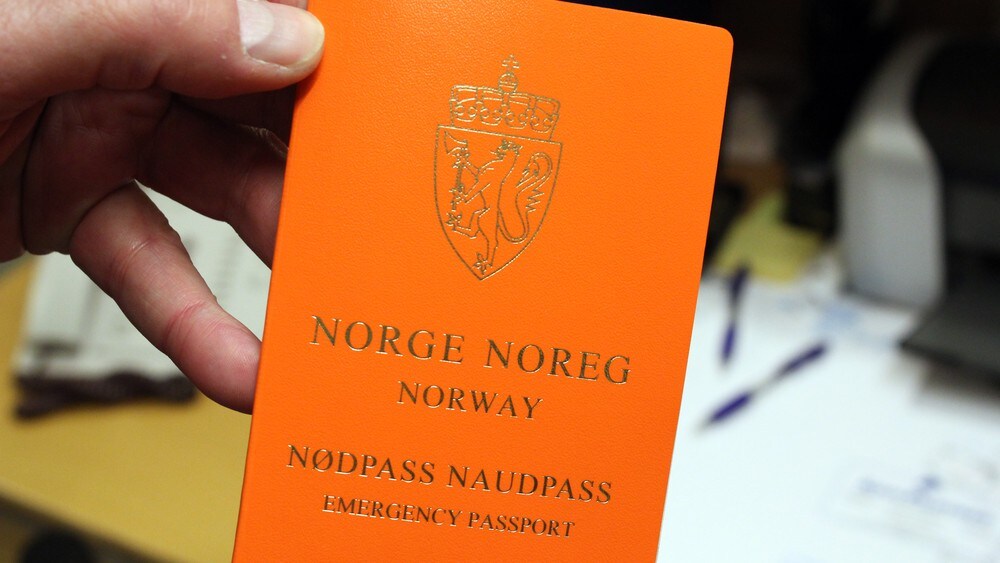 NORGE NOREG
NORWAY
NØDPASS NAUDPASS
EMERGENCY PASSPORT